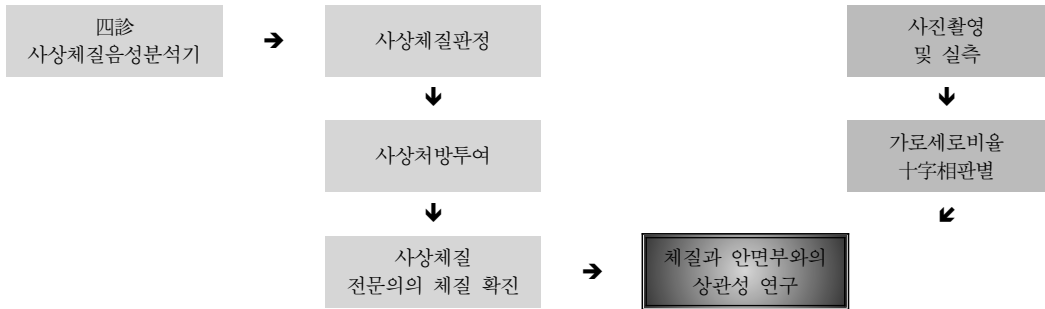 四診
사상체질음성분석기
사상체질판정
사상처방투여
사상체질
전문의의 체질 확진
사진촬영
및 실측
가로세로비율
十字相판별
체질과 안면부와의
상관성 연구